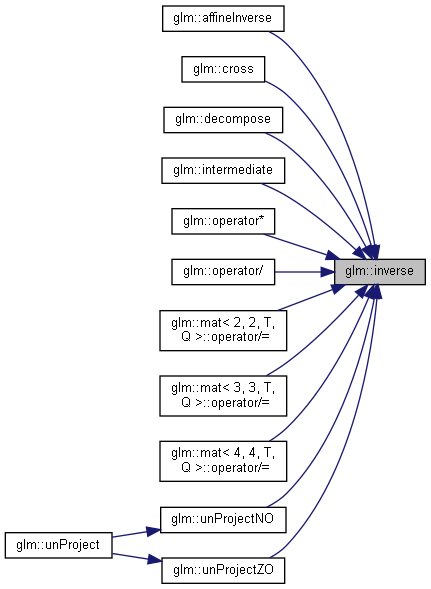 glm::affineInverse
glm::cross
glm::decompose
glm::intermediate
glm::operator*
glm::inverse
glm::operator/
glm::mat< 2, 2, T,
Q >::operator/=
glm::mat< 3, 3, T,
Q >::operator/=
glm::mat< 4, 4, T,
Q >::operator/=
glm::unProjectNO
glm::unProject
glm::unProjectZO